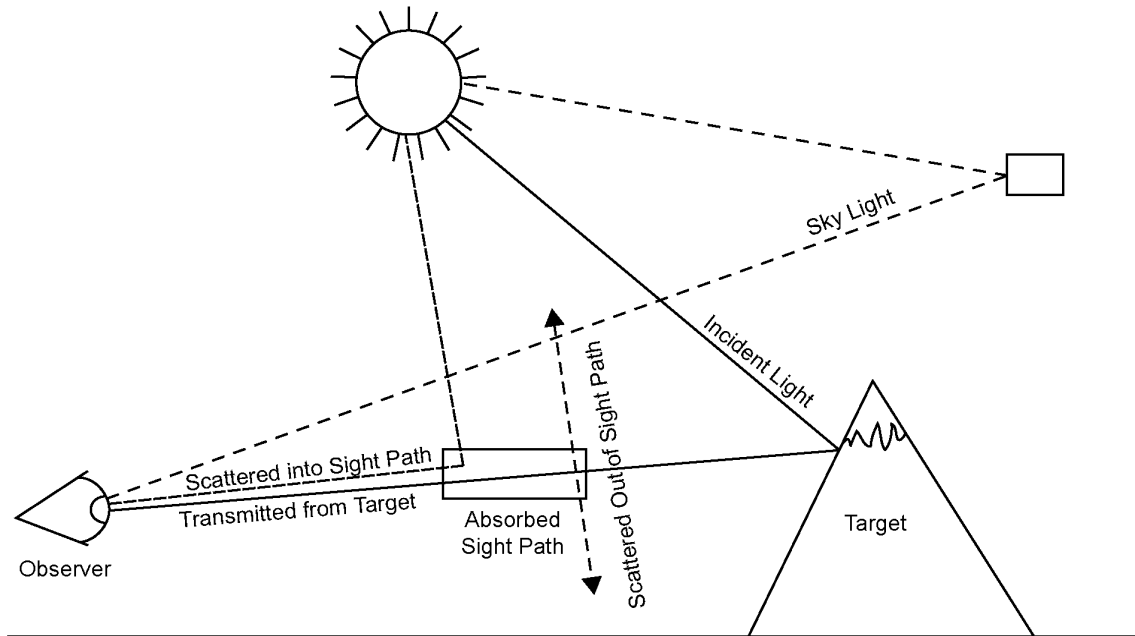 Sky Light
Incident Light
Scattered Out of Sight Path
Scattered into Sight Path
Transmitted from Target
Absorbed
Sight Path
Target
Observer